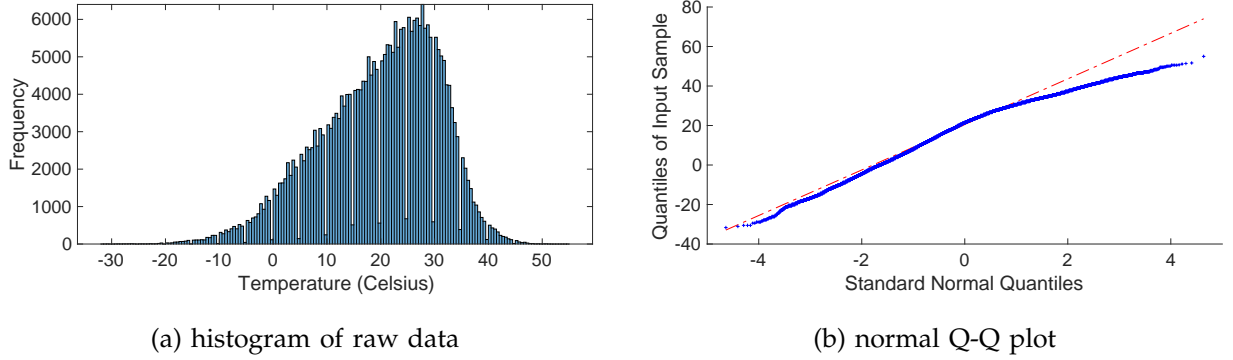 6000
5000
4000
3000
2000
1000
0
Frequency
-30 -20 -10 0 10 20 30 40 50
Temperature (Celsius)
(a) histogram of raw data
80
60
40
20
0
-20
-40
Quantiles of Input Sample
-4 -2 0 2 4
Standard Normal Quantiles
(b) normal Q-Q plot